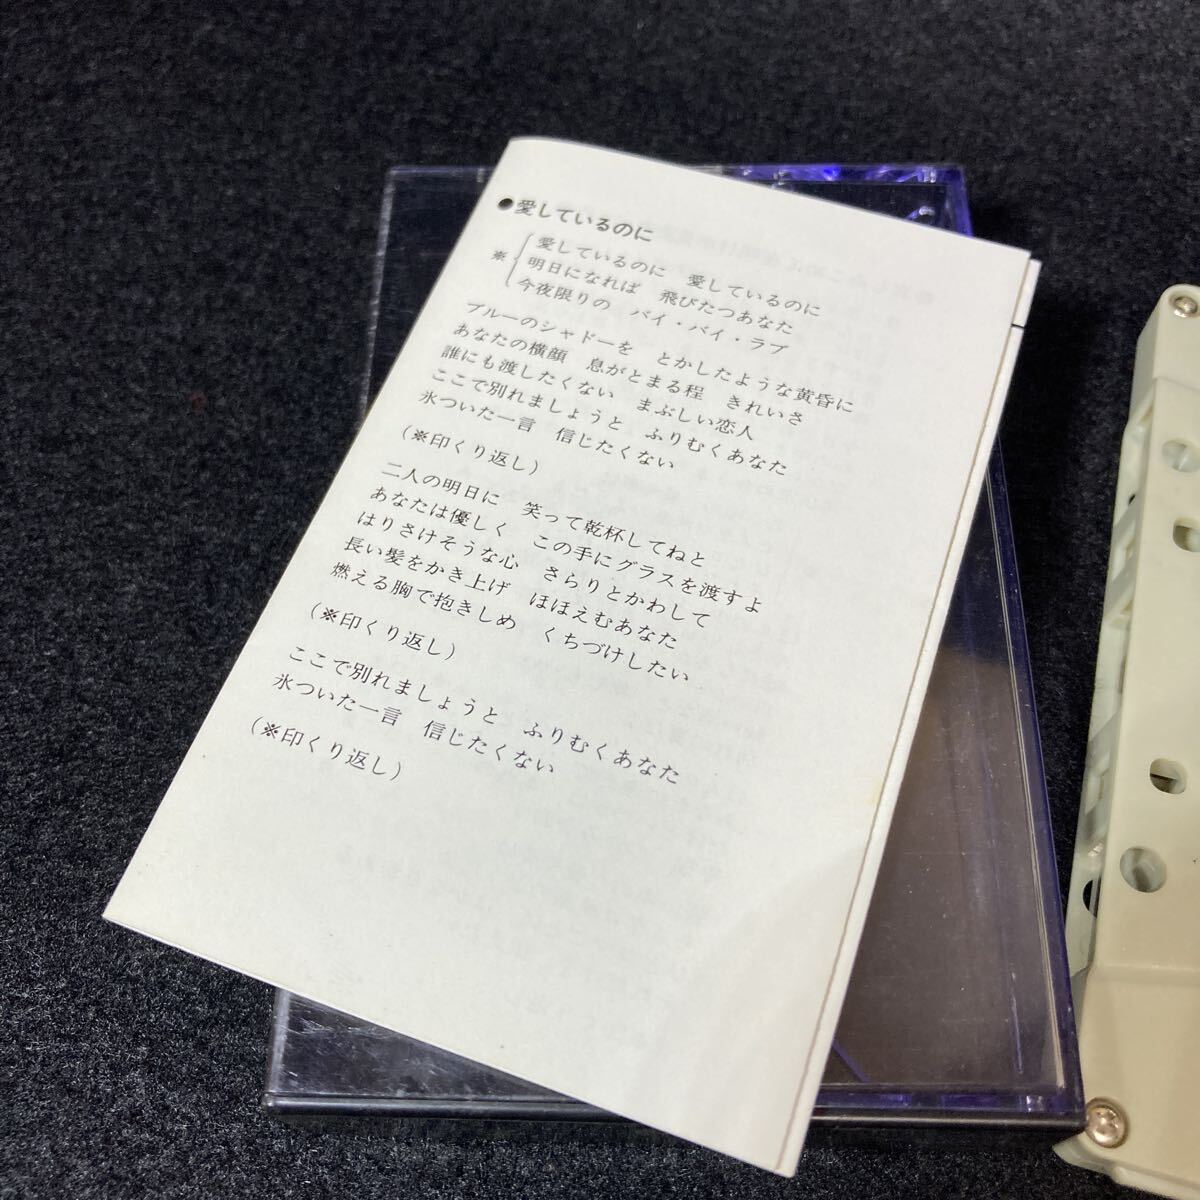 ●愛しているのに
愛しているのに 愛しているのに
※ 明日になれば 飛びたつあなた
今夜限りの バイ・バイ・ラブ
ブルーのシャドーを とかしたような黄昏に
あなたの横顔 息がとまる程 きれいさ
誰にも渡したくない まぶしい恋人
ここで別れましょうと ふりむくあなた
氷ついた一言 信じたくない
(※印くり返し)
二人の明日に 笑って乾杯してねと
あなたは優しく この手にグラスを渡すよ
はりさけそうな心 さらりとかわして
長い髪をかき上げ ほほえむあなた
燃える胸で抱きしめ くちづけしたい
(※印くり返し)
ここで別れましょうと ふりむくあなた
氷ついた一言 信じたくない
(※印くり返し)